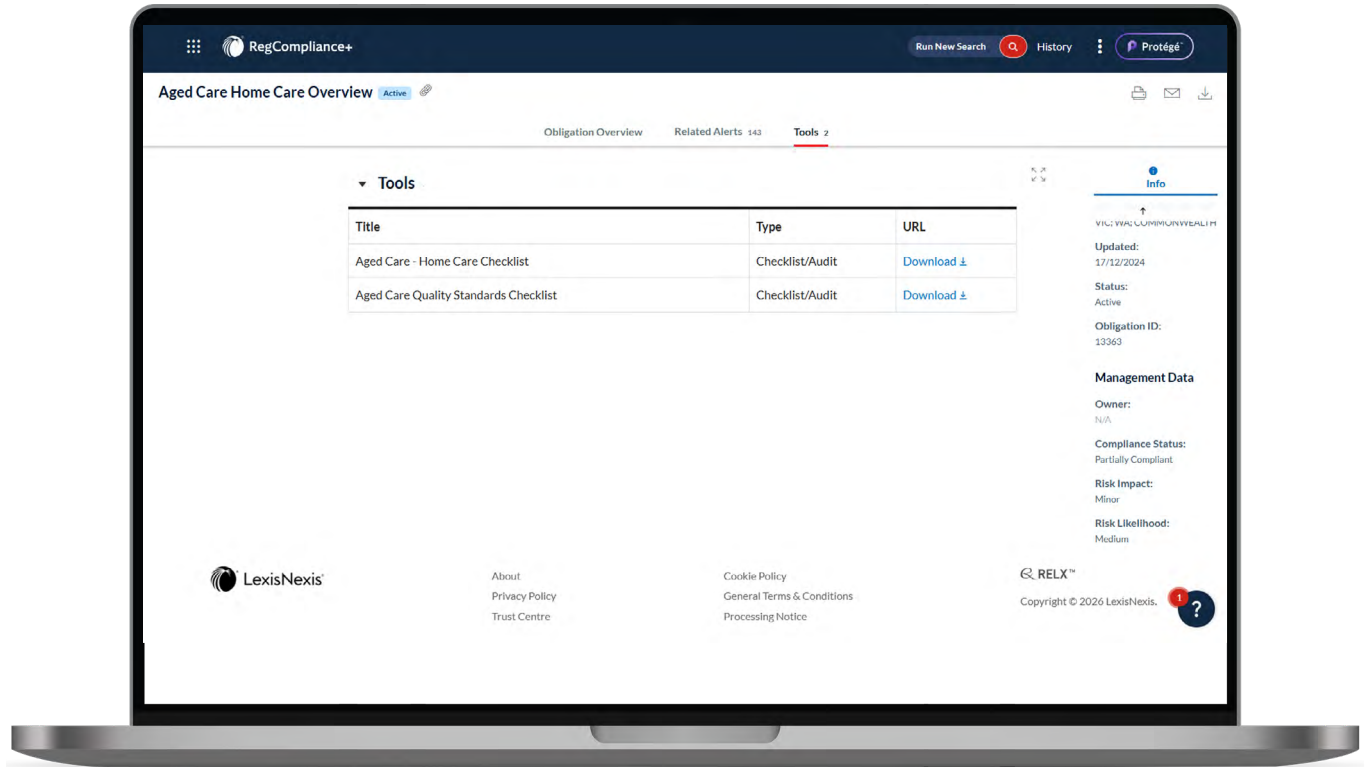 RegCompliance+
Run New Search
History
Protégé™
Aged Care Home Care Overview Active
Obligation Overview Related Alerts 143 Tools 2
Tools
Title Type URL
Aged Care - Home Care Checklist Checklist/Audit Download
Aged Care Quality Standards Checklist Checklist/Audit Download
Info
VIC; WA; COMMONWEALTH
Updated:
17/12/2024
Status:
Active
Obligation ID:
13363
Management Data
Owner:
N/A
Compliance Status:
Partially Compliant
Risk Impact:
Minor
Risk Likelihood:
Medium
LexisNexis®
About
Privacy Policy
Trust Centre
Cookie Policy
General Terms & Conditions
Processing Notice
RELX™
Copyright © 2026 LexisNexis.
1
?